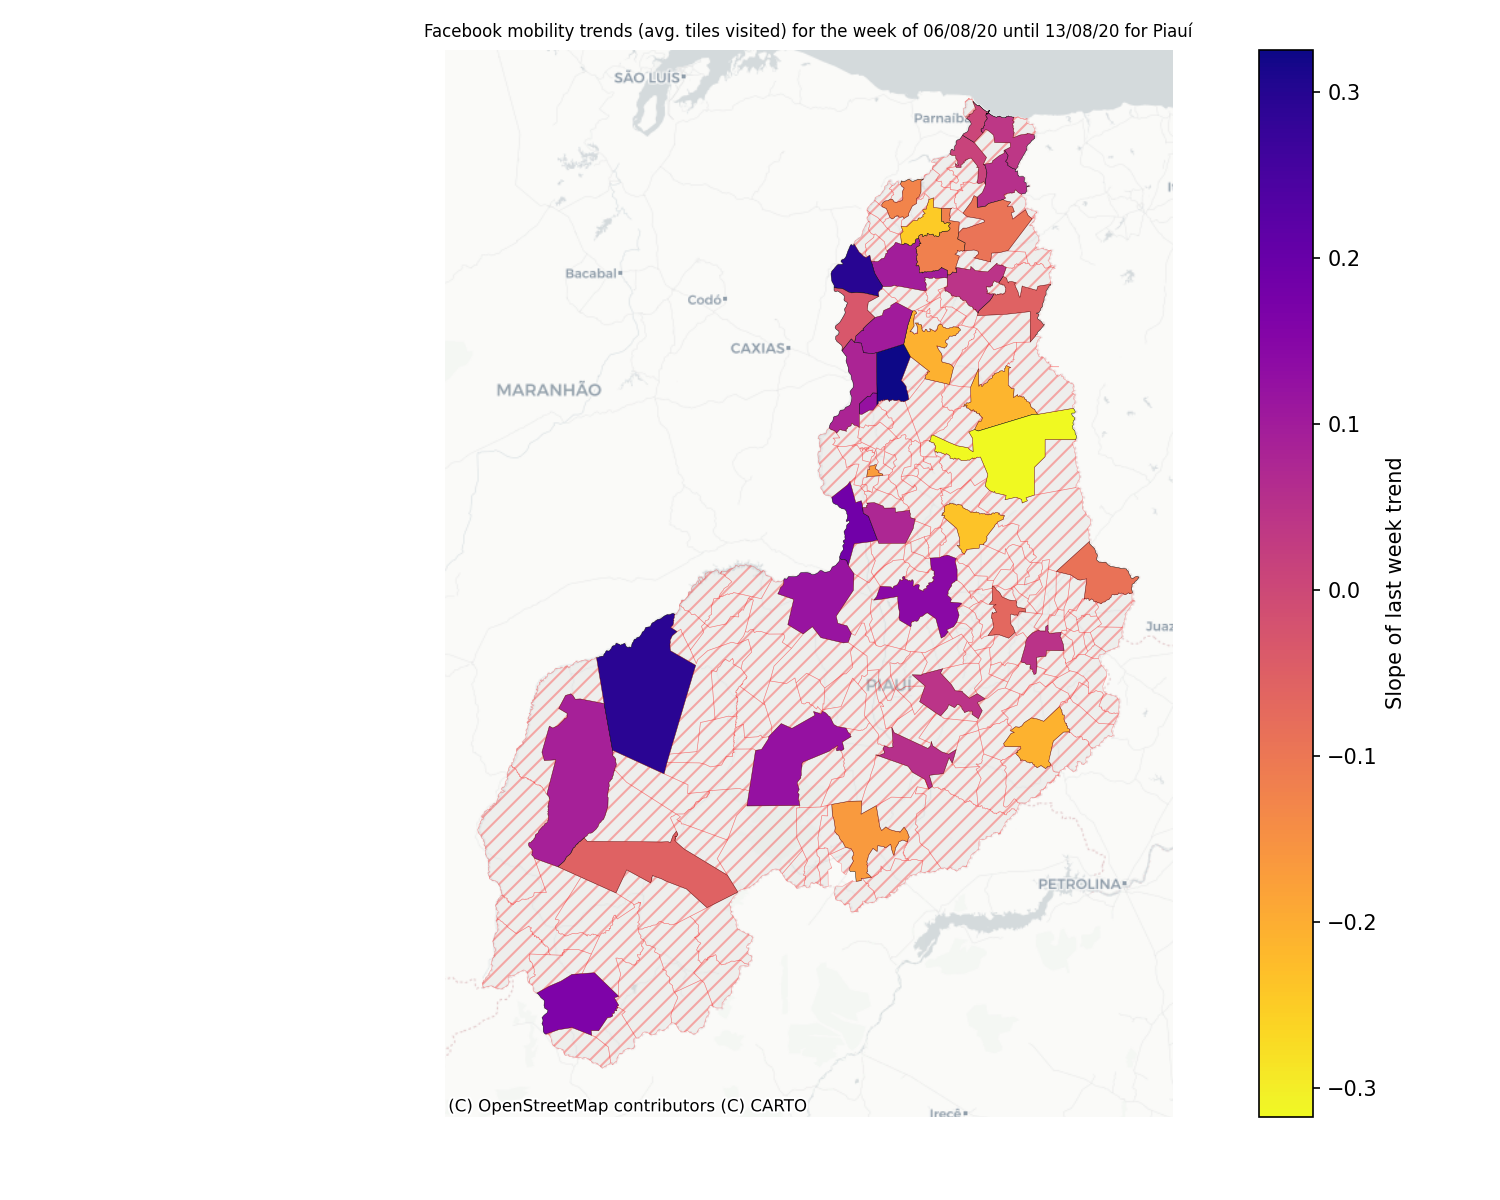 Facebook mobility trends (avg. tiles visited) for the week of 06/08/20 until 13/08/20 for Piauí
SÃO LUÍS
Parnaíba
Bacabal
Codó
CAXIAS
MARANHÃO
Juaz
PIAUÍ
PETROLINA
Irecê
(C) OpenStreetMap contributors (C) CARTO
0.3
0.2
0.1
0.0
−0.1
−0.2
−0.3
Slope of last week trend